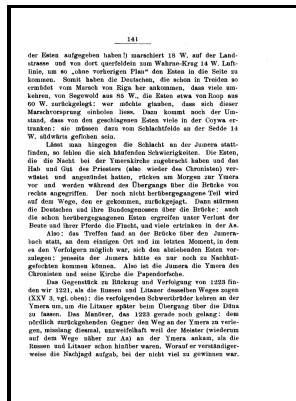 141
der Esten aufgegeben haben!) marschiert 18 W. auf der Land-
strasse und von dort querfeldein zum Wahrne-Krug 14 W. Luft-
linie, um so „ohne vorherigen Plan“ den Esten in die Seite zu
kommen. Somit haben die Deutschen, die schon in Treiden so
ermüdet vom Marsch von Riga her ankommen, dass viele um-
kehren, von Segewold aus 85 W., die Esten etwa von Roop aus
60 W. zurückgelegt: wer möchte glauben, dass sich dieser
Marschvorsprung einholen liess. Dazu kommt noch der Um-
stand, dass von den geschlagenen Esten viele in der Coywa er-
tranken: sie müssen dazu vom Schlachtfelde an der Sedde 14
W. südwärts geflohen sein.
Lässt man hingegen die Schlacht an der Jumera statt-
finden, so fehlen die sich häufenden Schwierigkeiten. Die Esten,
die die Nacht bei der Ymerakirche zugebracht haben und das
Hab und Gut des Priesters (also wieder des Chronisten) ver-
wüstet und angezündet hatten, rücken am Morgen zur Ymera
vor und werden während des Übergangs über die Brücke von
rechts angegriffen. Der noch nicht herübergegangene Teil wird
auf dem Wege, den er gekommen, zurückgejagt. Dann stürmen
die Deutschen und ihre Bundesgenossen über die Brücke: auch
die schon herübergegangenen Esten ergreifen unter Verlust der
Beute und ihrer Pferde die Flucht, und viele ertrinken in der Aa.
Also: das Treffen fand an der Brücke über den Jumera-
bach statt, an dem einzigen Ort und im letzten Moment, in dem
es den Verfolgern möglich war, sich den abziehenden Esten vor-
zulegen: jenseits der Jumera hätte es nur noch zu Nachhut-
gefechten kommen können. Also ist die Jumera die Ymera des
Chronisten und seine Kirche die Papendorfsche.
Das Gegenstück zu Rückzug und Verfolgung von 1223 fin-
den wir 1221, als die Russen und Litauer desselben Weges zogen
(XXV 3, vgl. oben): die verfolgenden Schwertbrüder kehren an der
Ymera um, um die Litauer später beim Übergang über die Düna
zu fassen. Das Manöver, das 1223 gerade noch gelang: dem
nördlich zurückgehenden Gegner den Weg an der Ymera zu verle-
gen, misslang diesmal, unzweifelhaft weil der Meister (wiederum
auf dem Wege näher zur Aa) an der Ymera ankam, als die
Russen und Litauer schon hinüber waren. Worauf er verständiger-
weise die Nachjagd aufgab, bei der nicht viel zu gewinnen war.